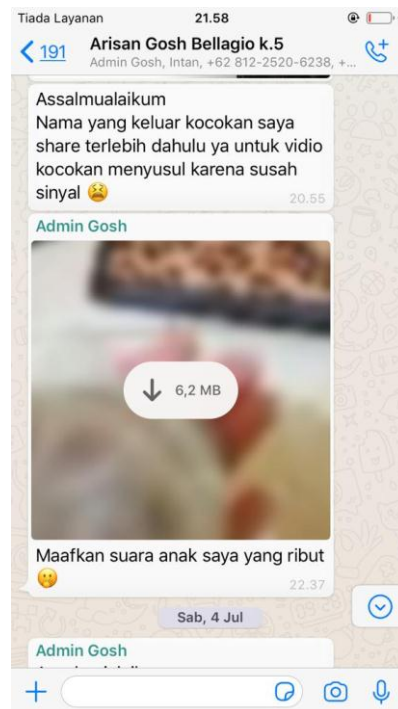 Tiada Layanan 21.58
191 Arisan Gosh Bellagio k.5
Admin Gosh, Intan, +62 812-2520-6238, +...
Assalmualaikum
Nama yang keluar kocokan saya
share terlebih dahulu ya untuk vidio
kocokan menyusul karena susah
sinyal 😫 20.55
Admin Gosh
6,2 MB
Maafkan suara anak saya yang ribut
🤫 22.37
Sab, 4 Jul
Admin Gosh